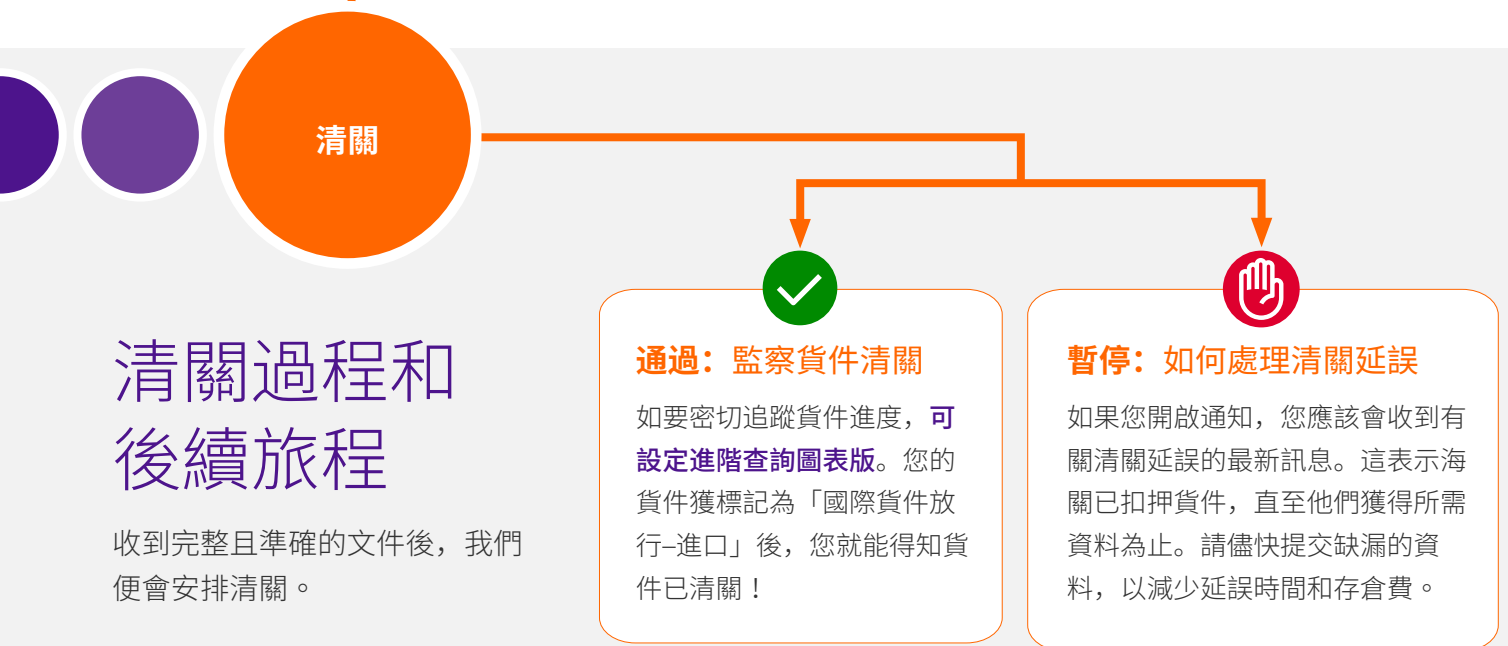 清關
清關過程和
後續旅程
收到完整且準確的文件後，我們
便會安排清關。
通過：監察貨件清關
如要密切追蹤貨件進度，可
設定進階查詢圖表版。您的
貨件獲標記為「國際貨件放
行–進口」後，您就能得知貨
件已清關！
暫停：如何處理清關延誤
如果您開啟通知，您應該會收到有
關清關延誤的最新訊息。這表示海
關已扣押貨件，直至他們獲得所需
資料為止。請儘快提交缺漏的資
料，以減少延誤時間和存倉費。